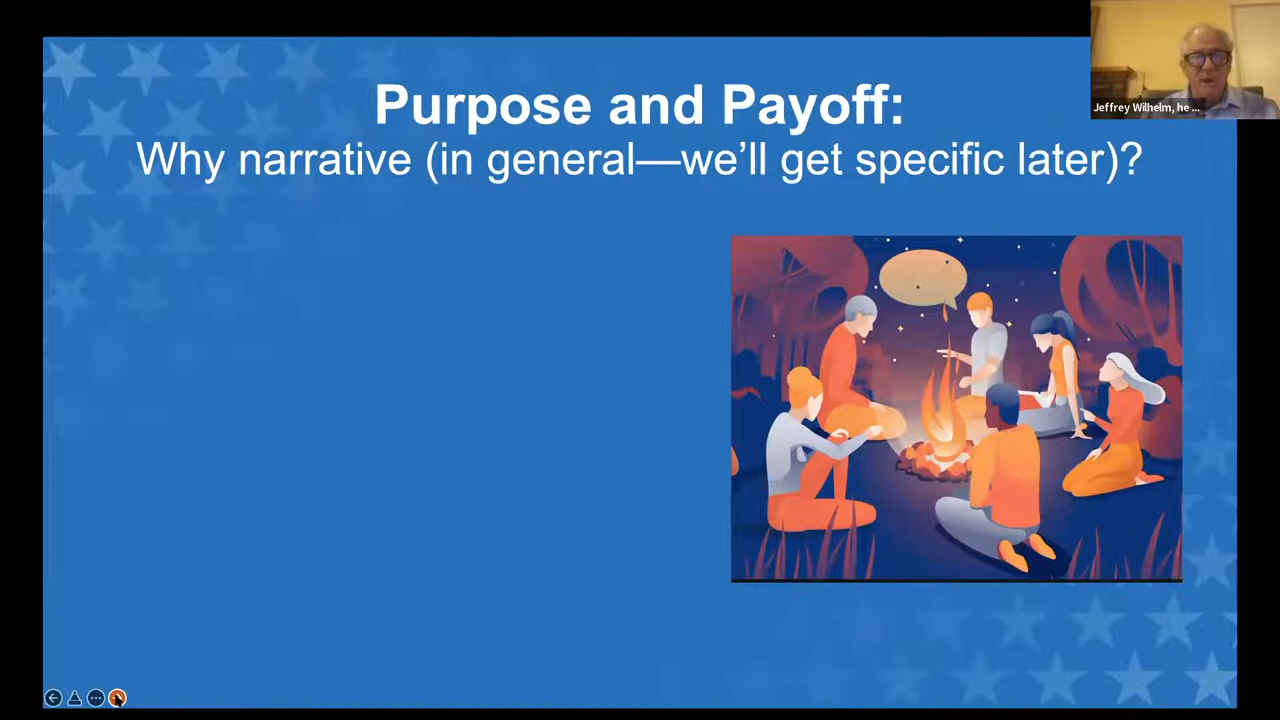 Purpose and Payoff:
Why narrative (in general—we’ll get specific later)?
Jeffrey Wilhelm, he ...